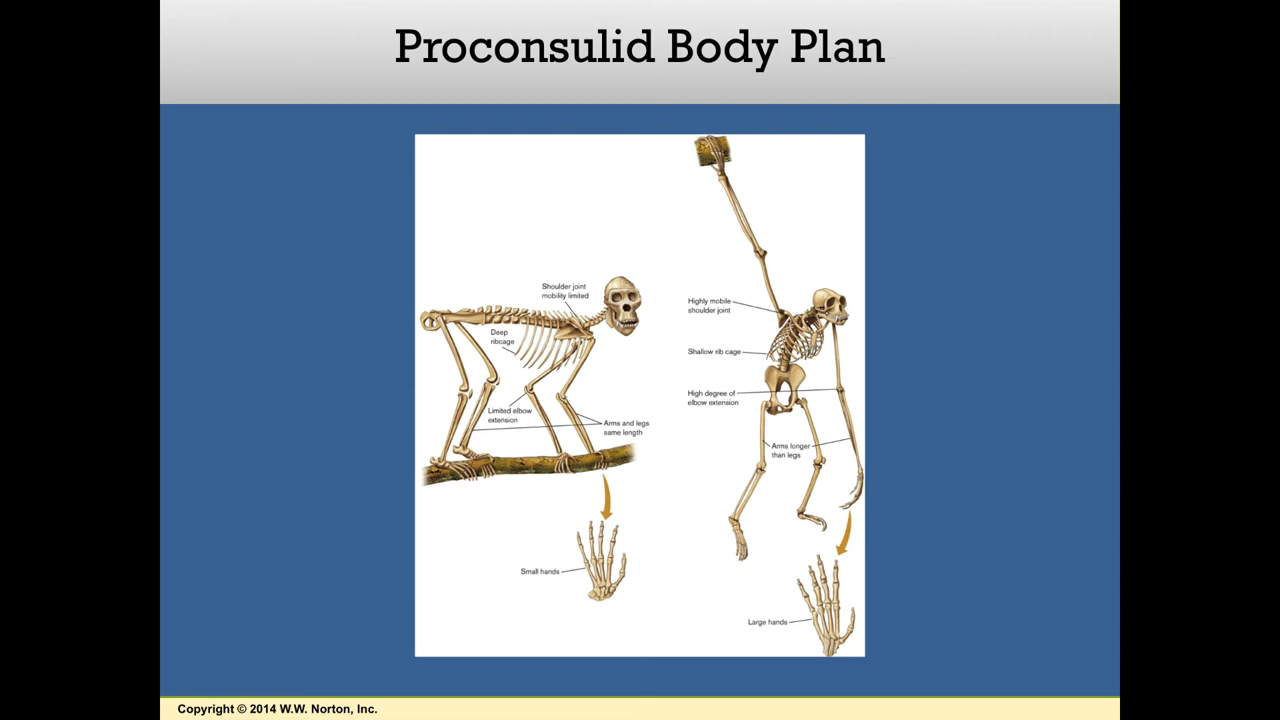 Proconsulid Body Plan
Shoulder joint
mobility limited
Deep
ribcage
Limited elbow
extension
Arms and legs
same length
Small hands
Highly mobile
shoulder joint
Shallow rib cage
High degree of
elbow extension
Arms longer
than legs
Large hands
Copyright © 2014 W.W. Norton, Inc.